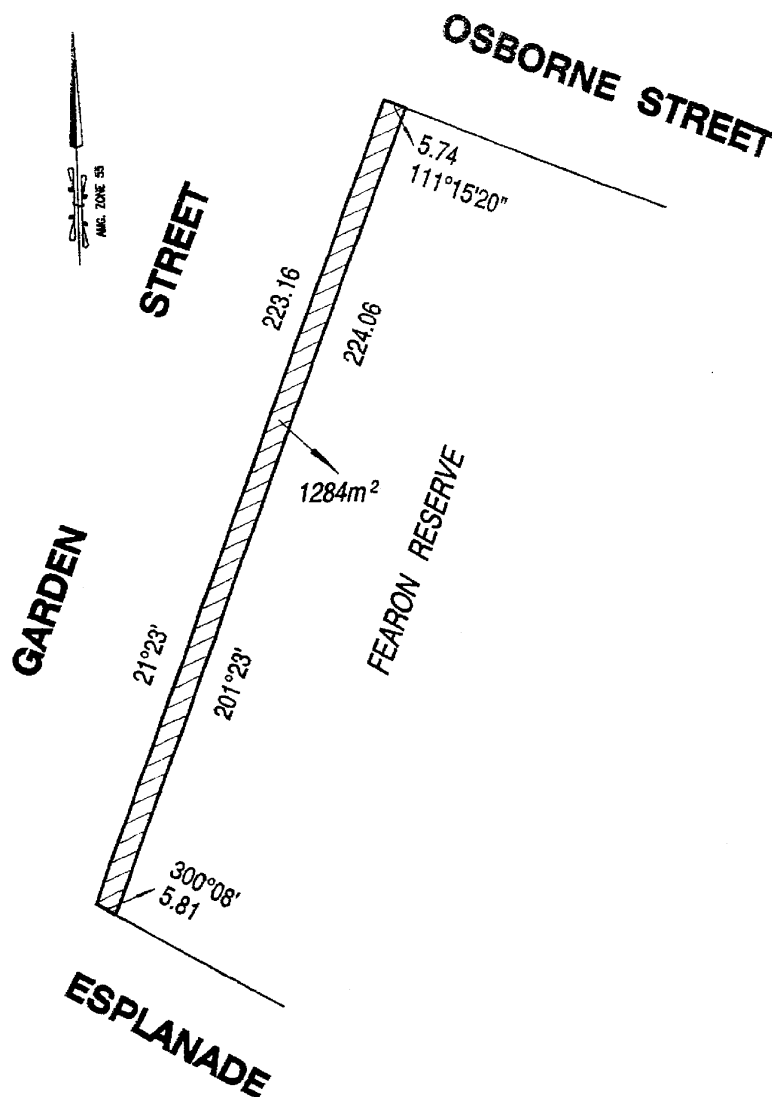 OSBORNE STREET
AMG. ZONE 55
5.74
111°15'20"
STREET
223.16
224.06
1284m²
FEARON RESERVE
GARDEN
21°23'
201°23'
300°08'
5.81
ESPLANADE